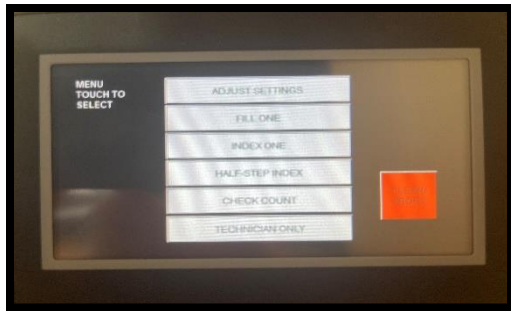 MENU
TOUCH TO
SELECT
ADJUST SETTINGS
FILL ONE
INDEX ONE
HALF-STEP INDEX
CHECK COUNT
TECHNICIAN ONLY